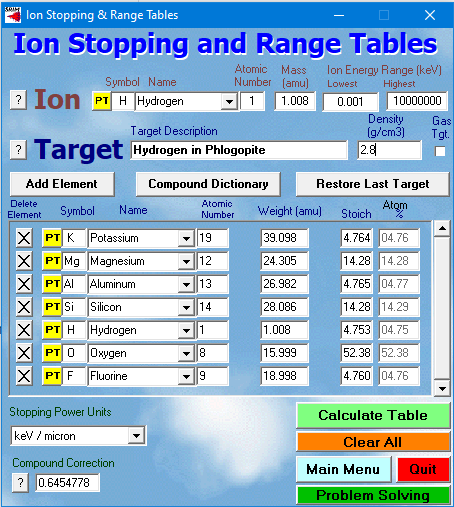 SRIM Ion Stopping & Range Tables
Ion Stopping and Range Tables
Symbol Name Atomic Number Mass (amu) Ion Energy Range (keV) Lowest Highest
? Ion PT H Hydrogen 1 1.008 0.001 10000000
Target Description Density (g/cm3) Gas Tgt.
? Target Hydrogen in Phlogopite 2.8
Add Element Compound Dictionary Restore Last Target
Delete Element Symbol Name Atomic Number Weight (amu) Stoich Atom %
X PT K Potassium 19 39.098 4.764 04.76
X PT Mg Magnesium 12 24.305 14.28 14.28
X PT Al Aluminum 13 26.982 4.765 04.77
X PT Si Silicon 14 28.086 14.28 14.29
X PT H Hydrogen 1 1.008 4.753 04.75
X PT O Oxygen 8 15.999 52.38 52.38
X PT F Fluorine 9 18.998 4.760 04.76
Stopping Power Units
keV / micron
Compound Correction
? 0.6454778
Calculate Table
Clear All
Main Menu Quit
Problem Solving